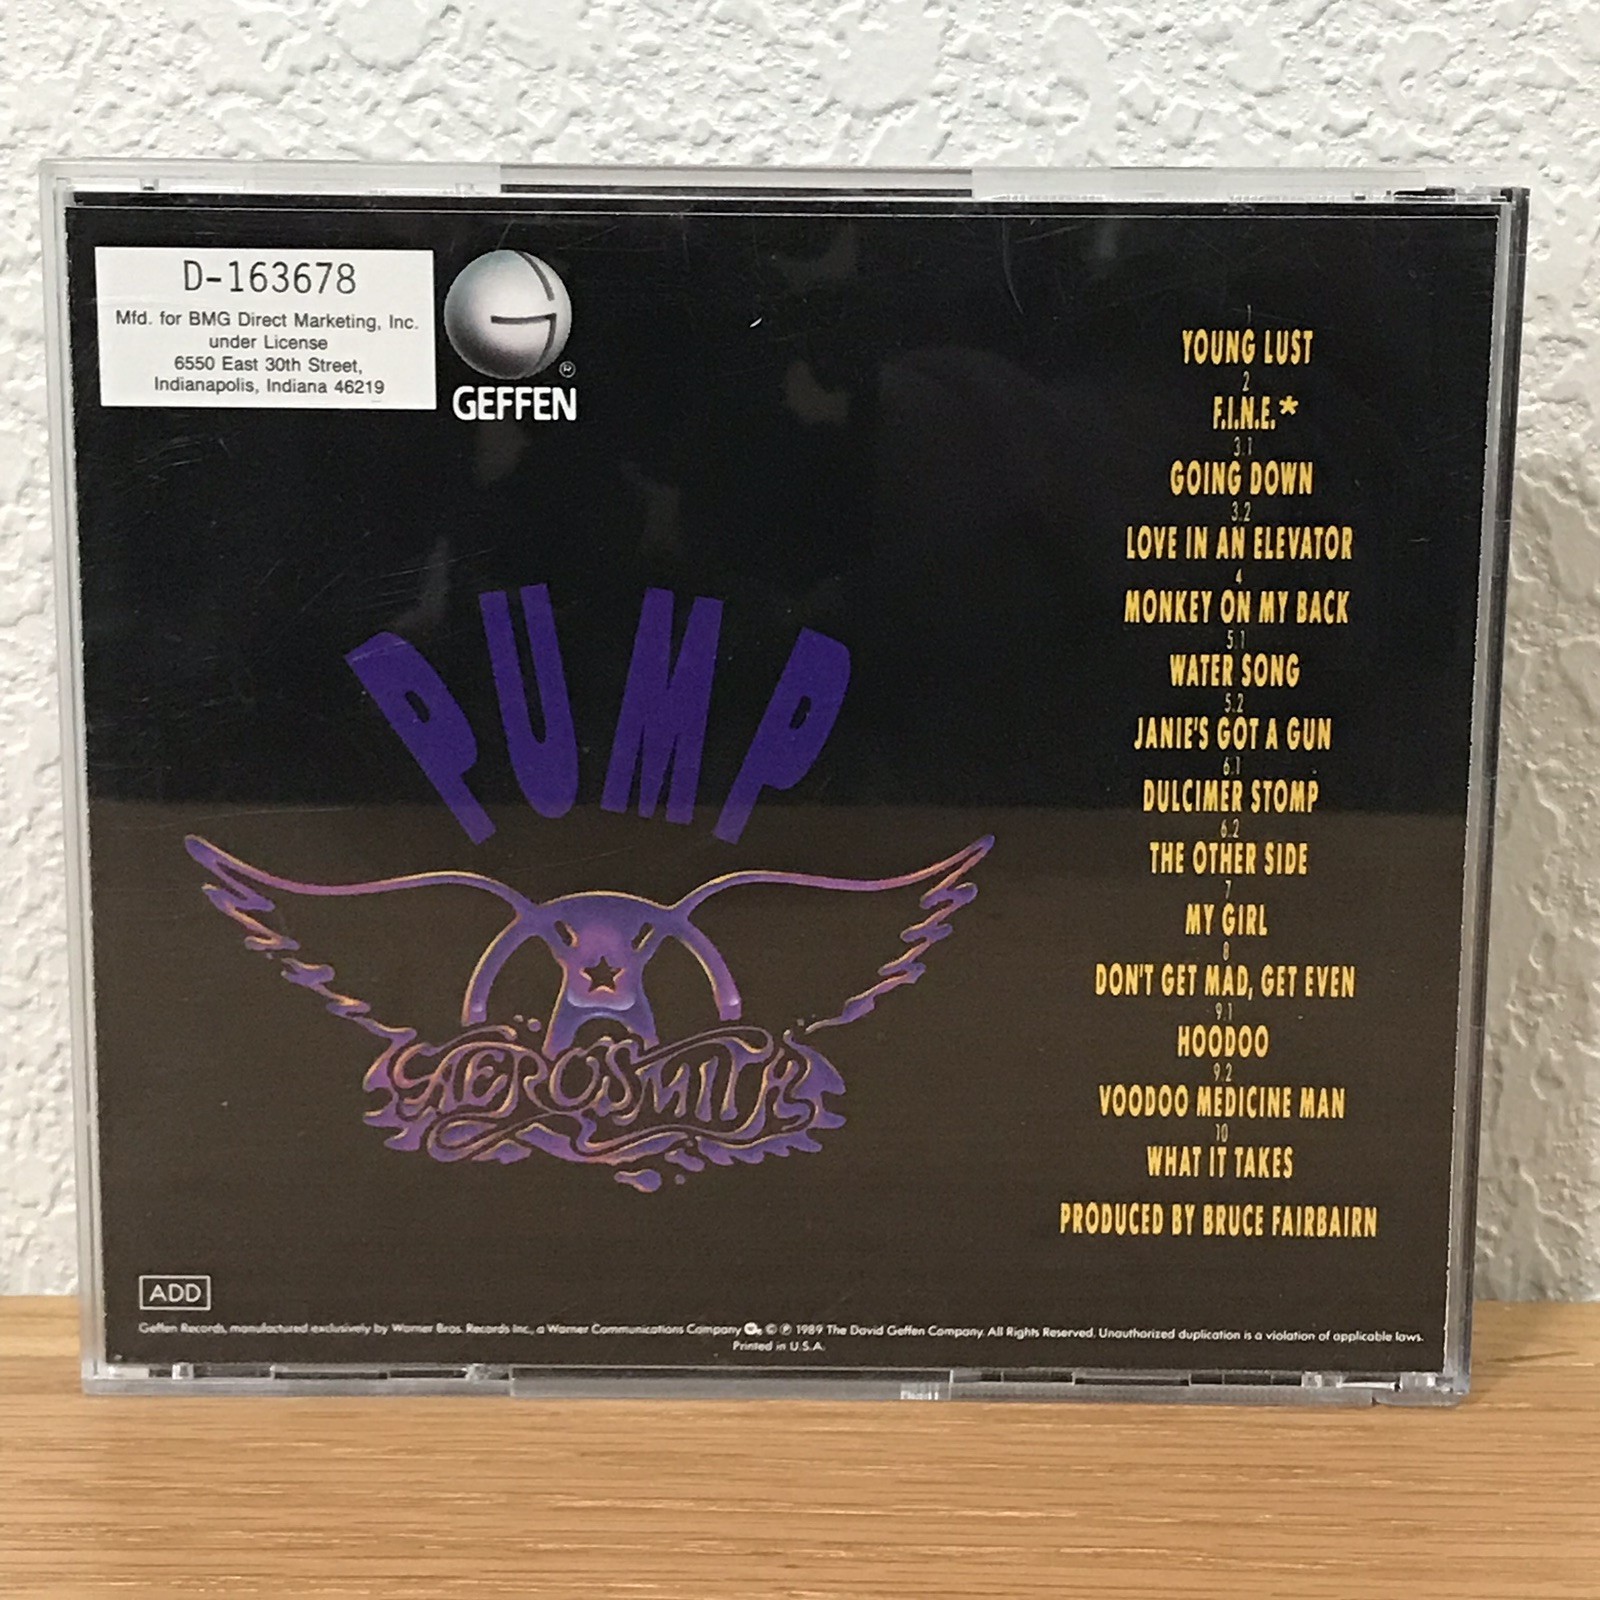 D-163678
Mfd. for BMG Direct Marketing, Inc.
under License
6550 East 30th Street,
Indianapolis, Indiana 46219
G
®
GEFFEN
PUMP
AEROSMITH
1
YOUNG LUST
2
F.I.N.E.*
3.1
GOING DOWN
3.2
LOVE IN AN ELEVATOR
4
MONKEY ON MY BACK
5.1
WATER SONG
5.2
JANIE'S GOT A GUN
6.1
DULCIMER STOMP
6.2
THE OTHER SIDE
7
MY GIRL
8
DON'T GET MAD, GET EVEN
9.1
HOODOO
9.2
VOODOO MEDICINE MAN
10
WHAT IT TAKES
PRODUCED BY BRUCE FAIRBAIRN
ADD
Geffen Records, manufactured exclusively by Warner Bros. Records Inc., a Warner Communications Company © ℗ 1989 The David Geffen Company. All Rights Reserved. Unauthorized duplication is a violation of applicable laws.
Printed in U.S.A.